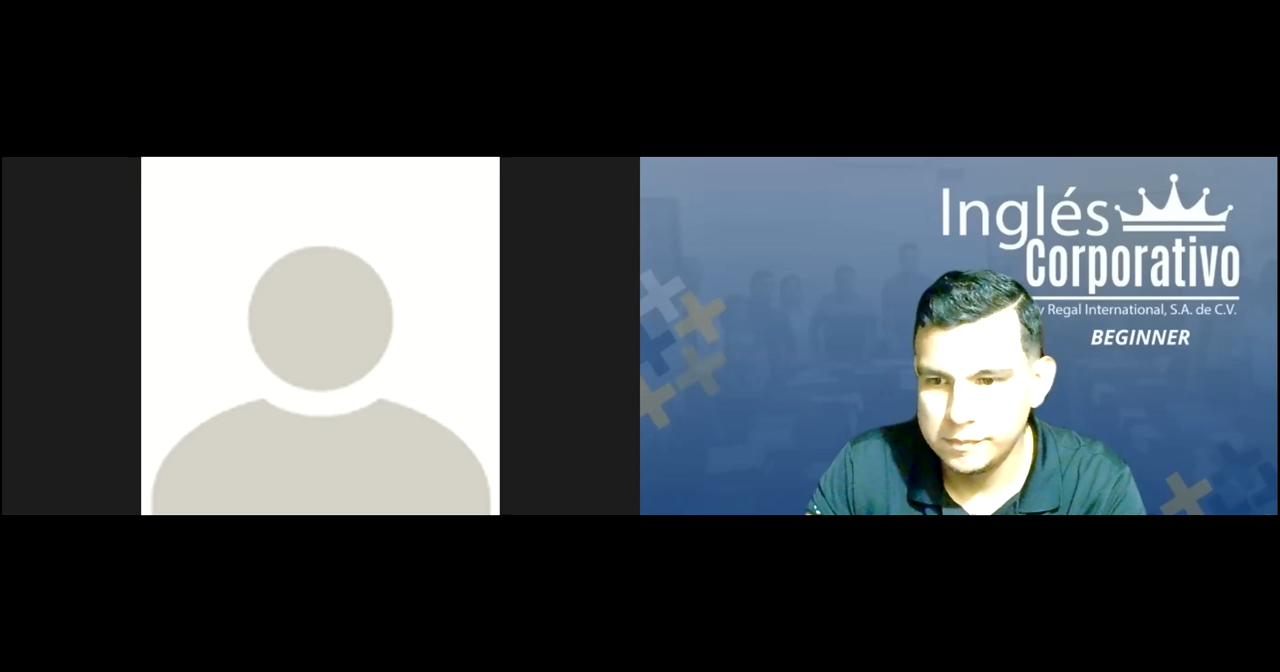 Inglés
Corporativo
y Regal International, S.A. de C.V.
BEGINNER